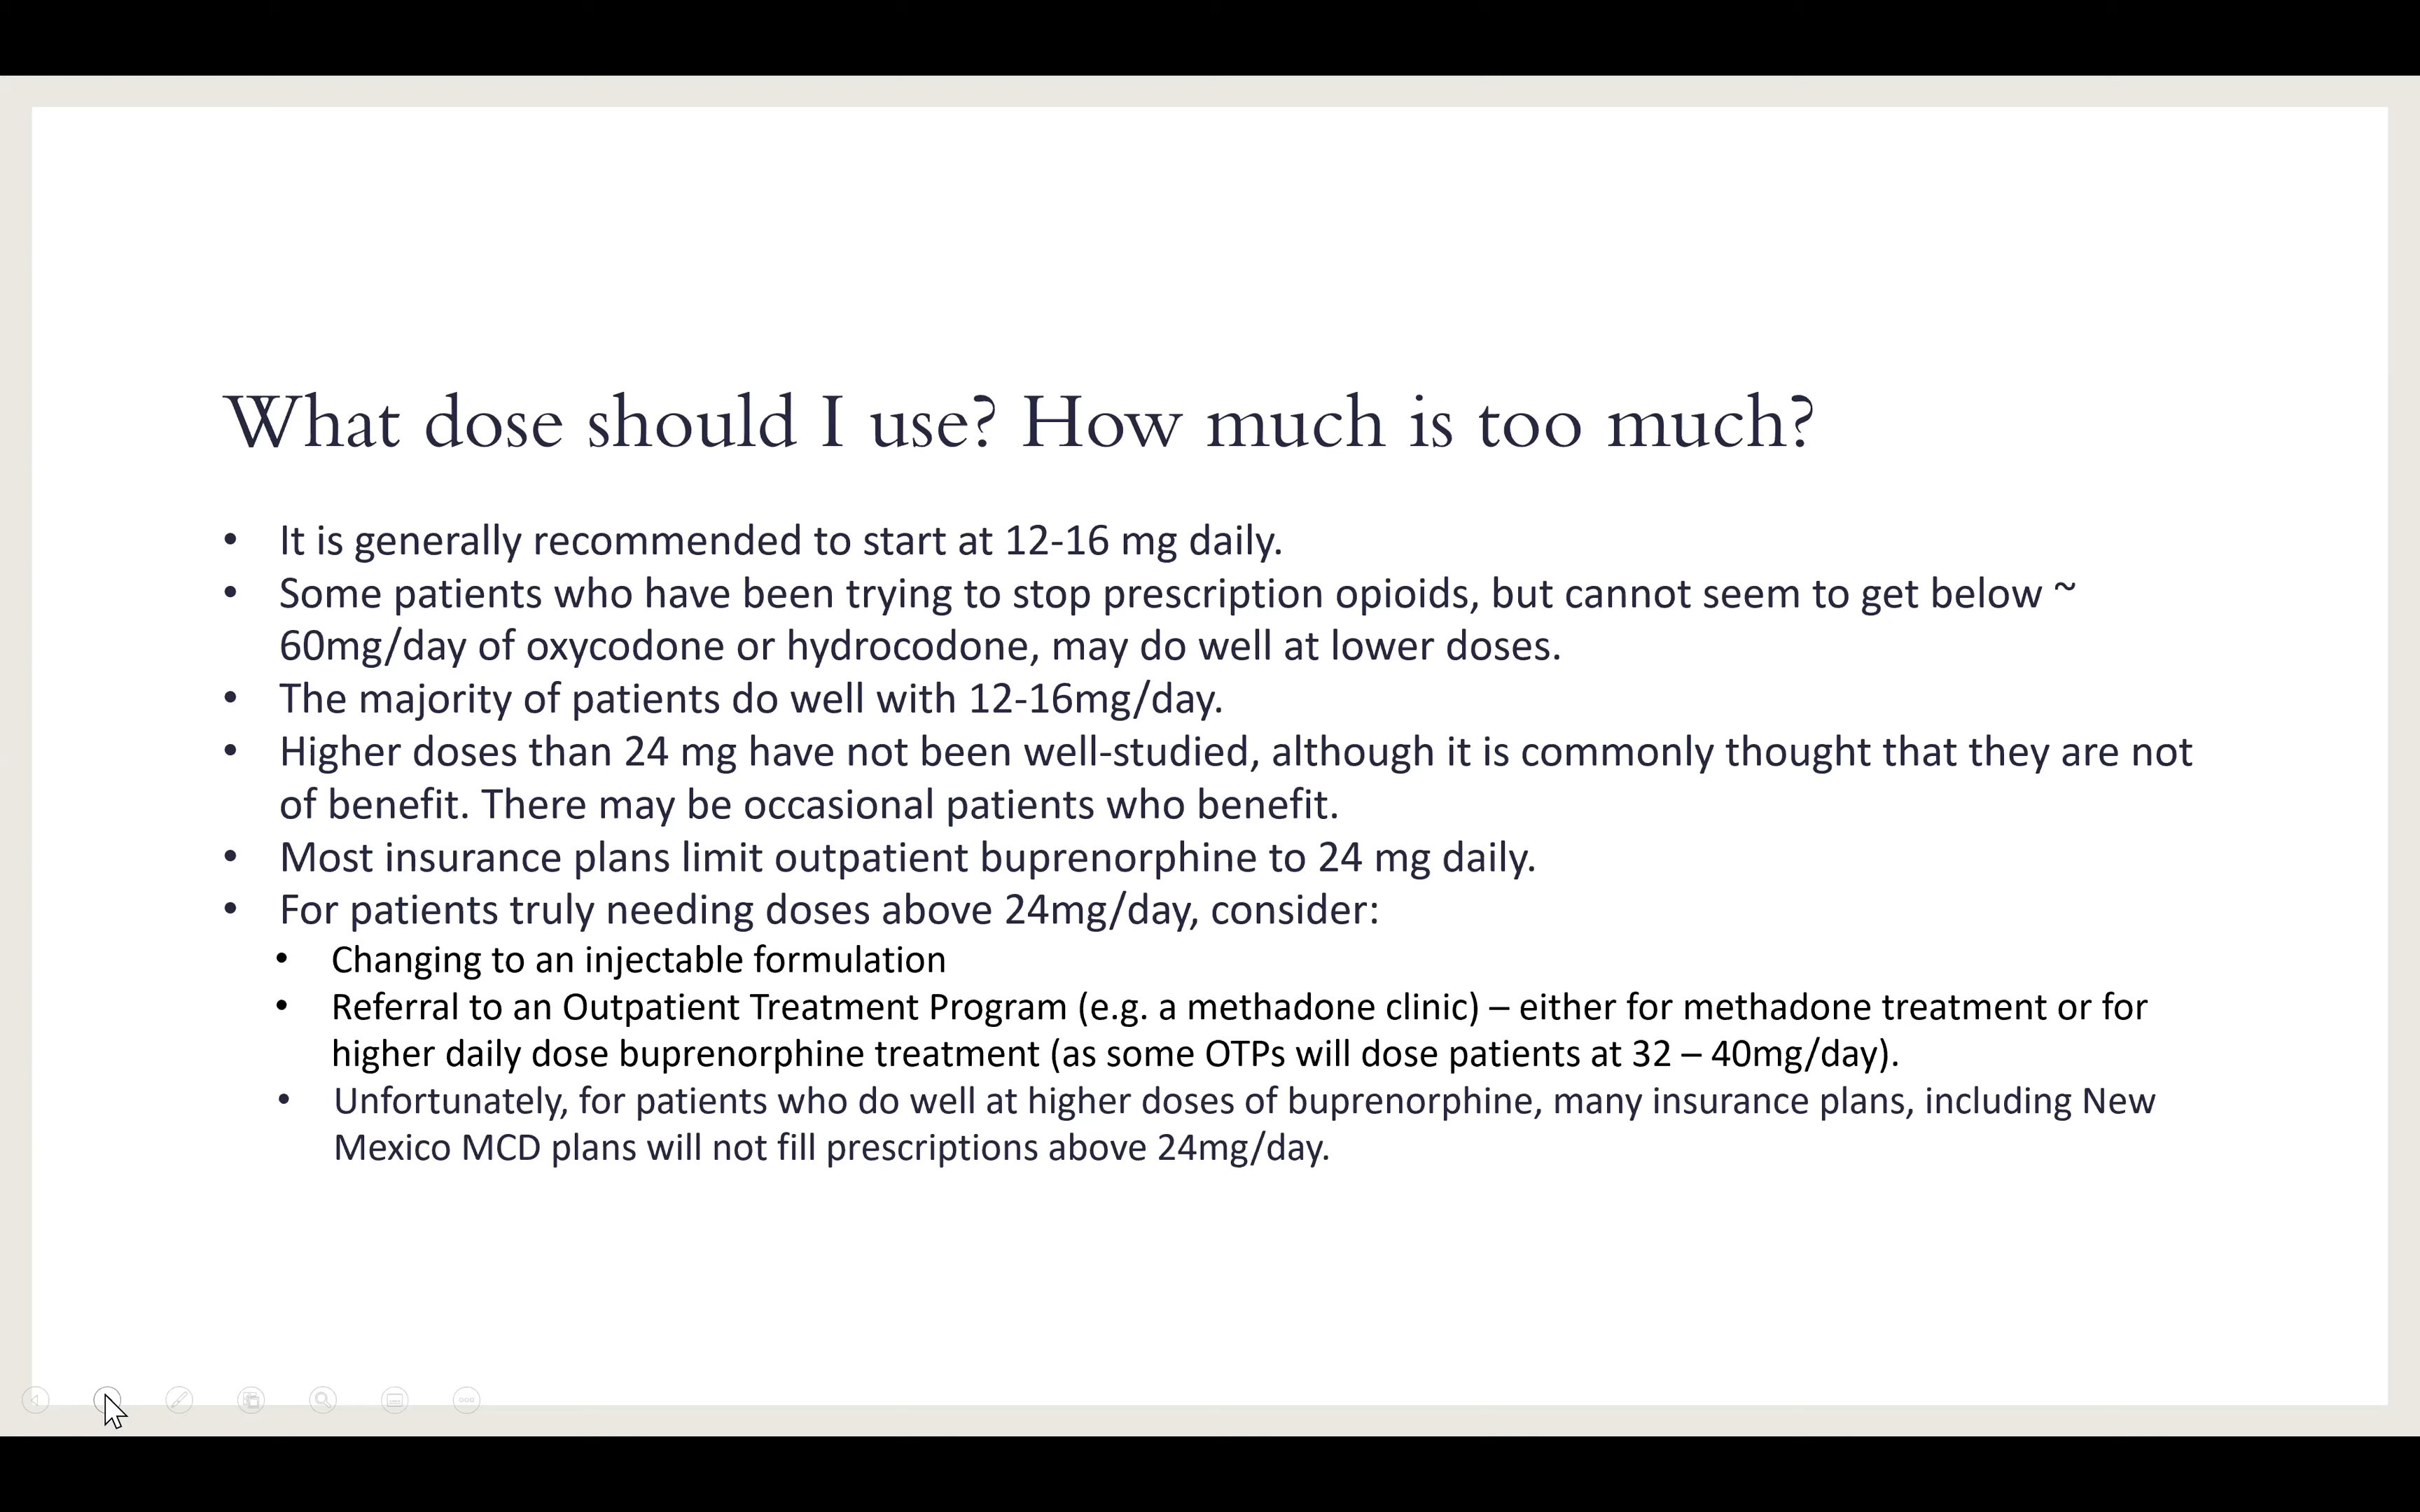 What dose should I use? How much is too much?
• It is generally recommended to start at 12-16 mg daily.
• Some patients who have been trying to stop prescription opioids, but cannot seem to get below ~
60mg/day of oxycodone or hydrocodone, may do well at lower doses.
• The majority of patients do well with 12-16mg/day.
• Higher doses than 24 mg have not been well-studied, although it is commonly thought that they are not
of benefit. There may be occasional patients who benefit.
• Most insurance plans limit outpatient buprenorphine to 24 mg daily.
• For patients truly needing doses above 24mg/day, consider:
• Changing to an injectable formulation
• Referral to an Outpatient Treatment Program (e.g. a methadone clinic) – either for methadone treatment or for
higher daily dose buprenorphine treatment (as some OTPs will dose patients at 32 – 40mg/day).
• Unfortunately, for patients who do well at higher doses of buprenorphine, many insurance plans, including New
Mexico MCD plans will not fill prescriptions above 24mg/day.